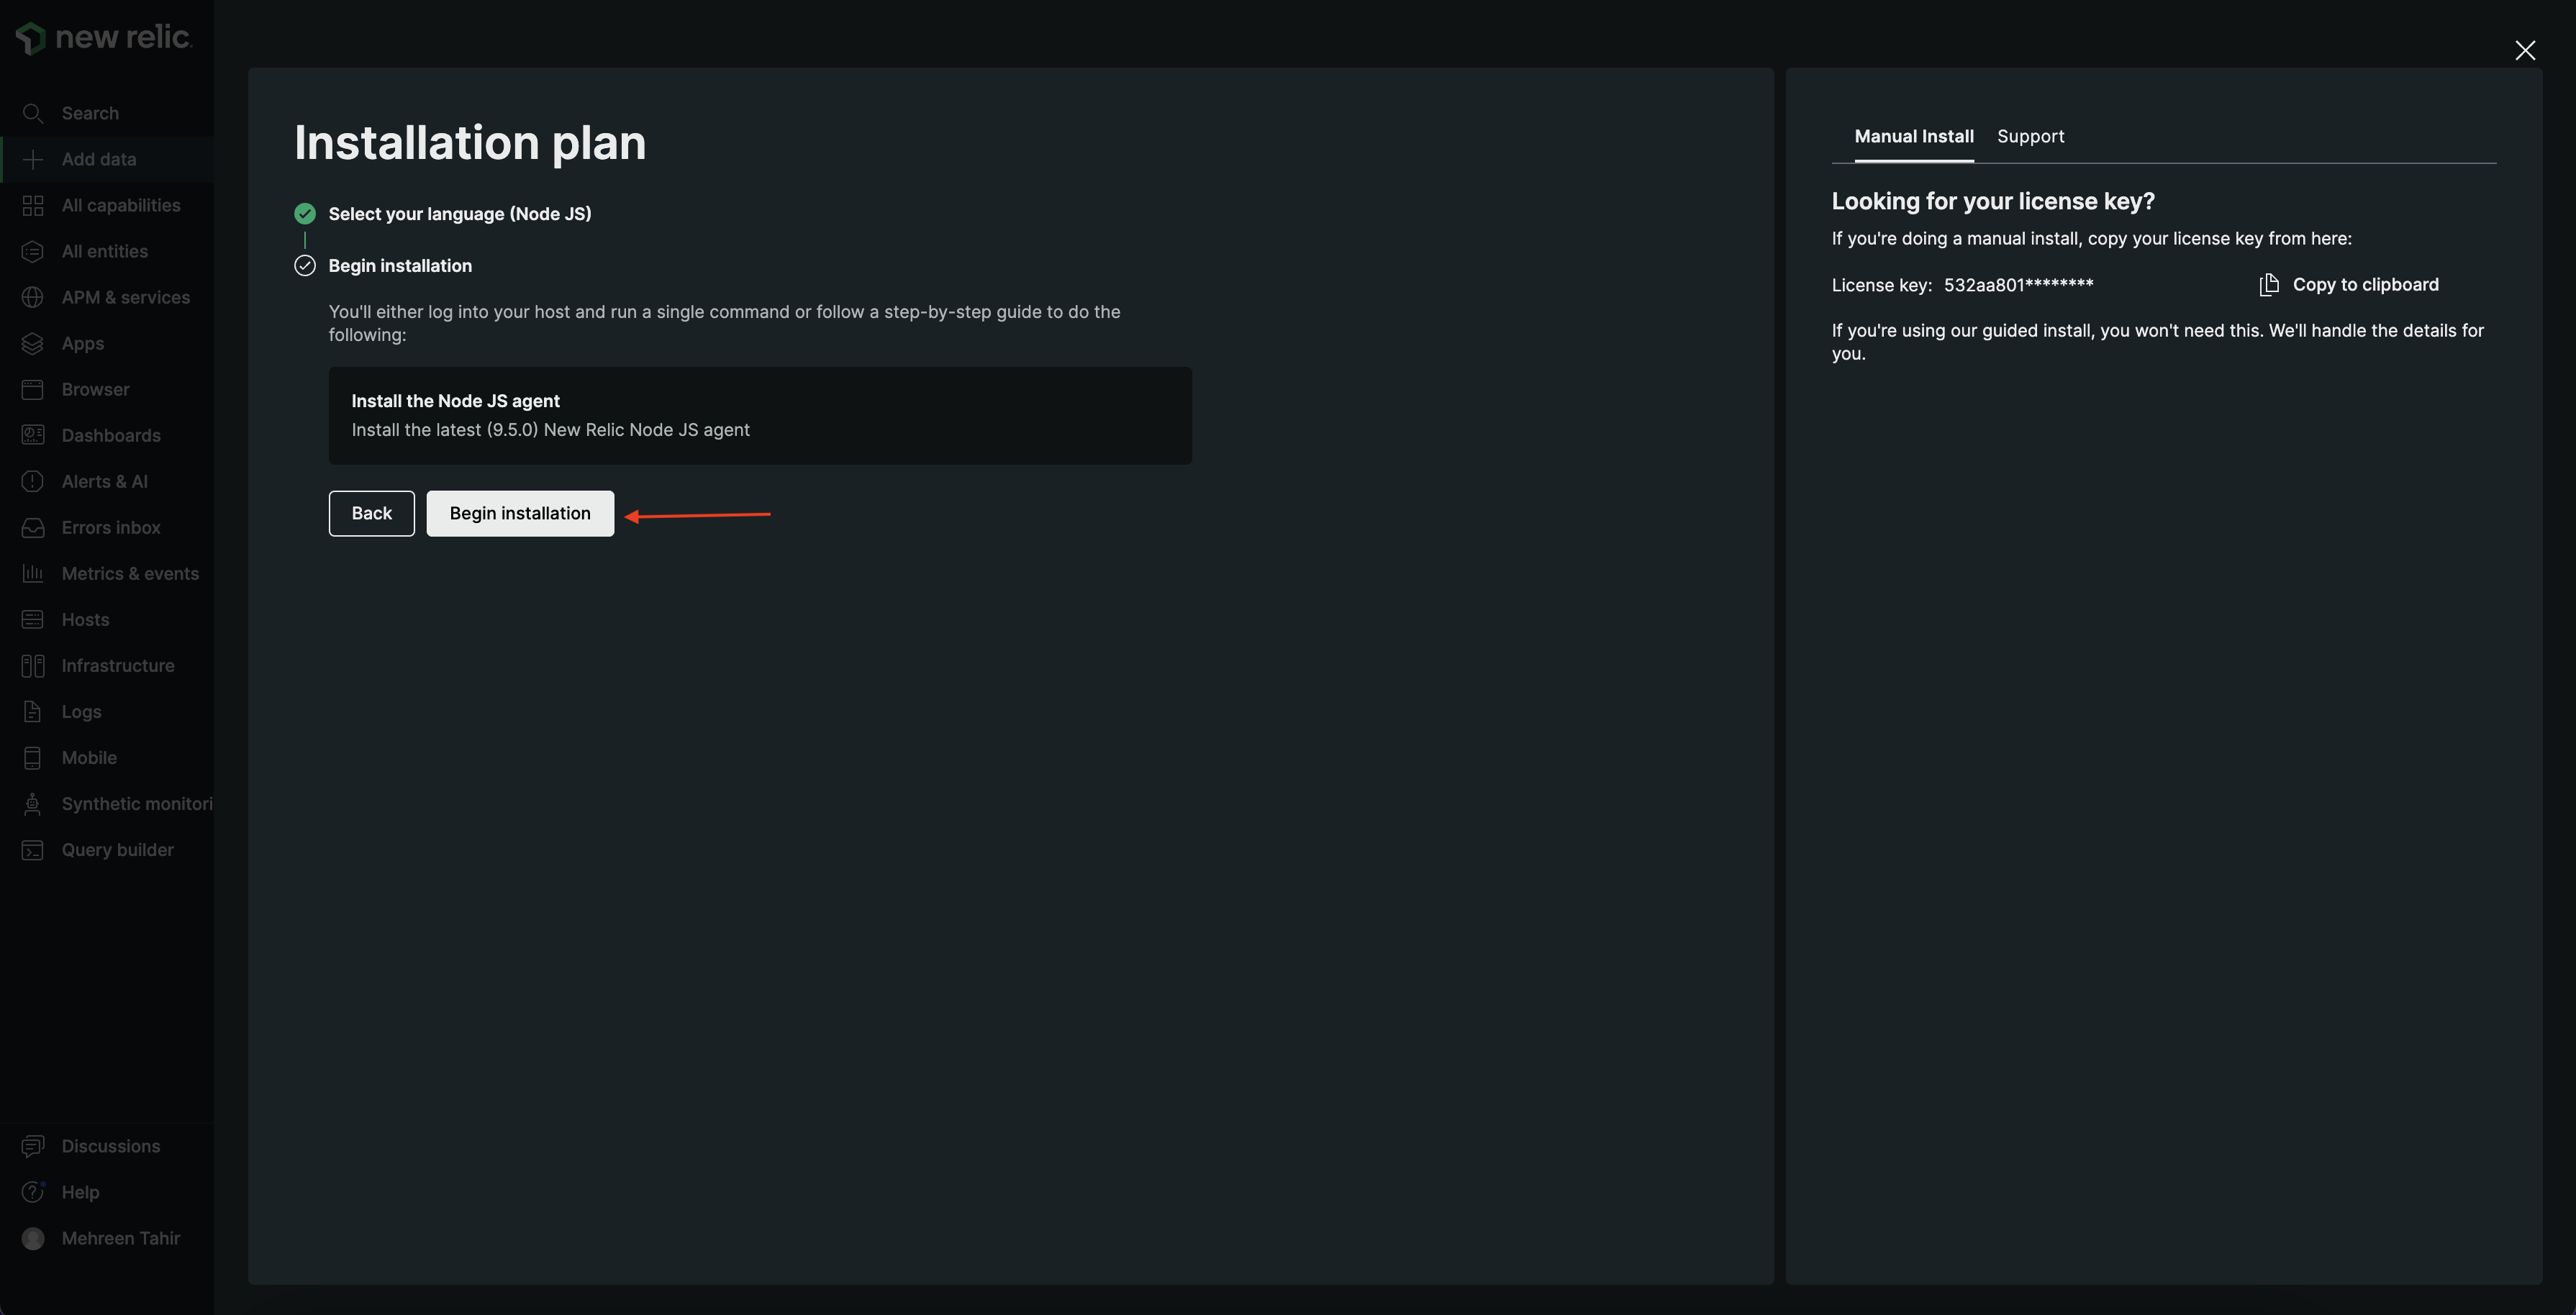 new relic.
Search
Add data
All capabilities
All entities
APM & services
Apps
Browser
Dashboards
Alerts & AI
Errors inbox
Metrics & events
Hosts
Infrastructure
Logs
Mobile
Synthetic monitori
Query builder
Discussions
Help
Mehreen Tahir
Installation plan
Select your language (Node JS)
Begin installation
You'll either log into your host and run a single command or follow a step-by-step guide to do the
following:
Install the Node JS agent
Install the latest (9.5.0) New Relic Node JS agent
Back
Begin installation
Manual Install
Support
Looking for your license key?
If you're doing a manual install, copy your license key from here:
License key: 532aa801********
Copy to clipboard
If you're using our guided install, you won't need this. We'll handle the details for
you.